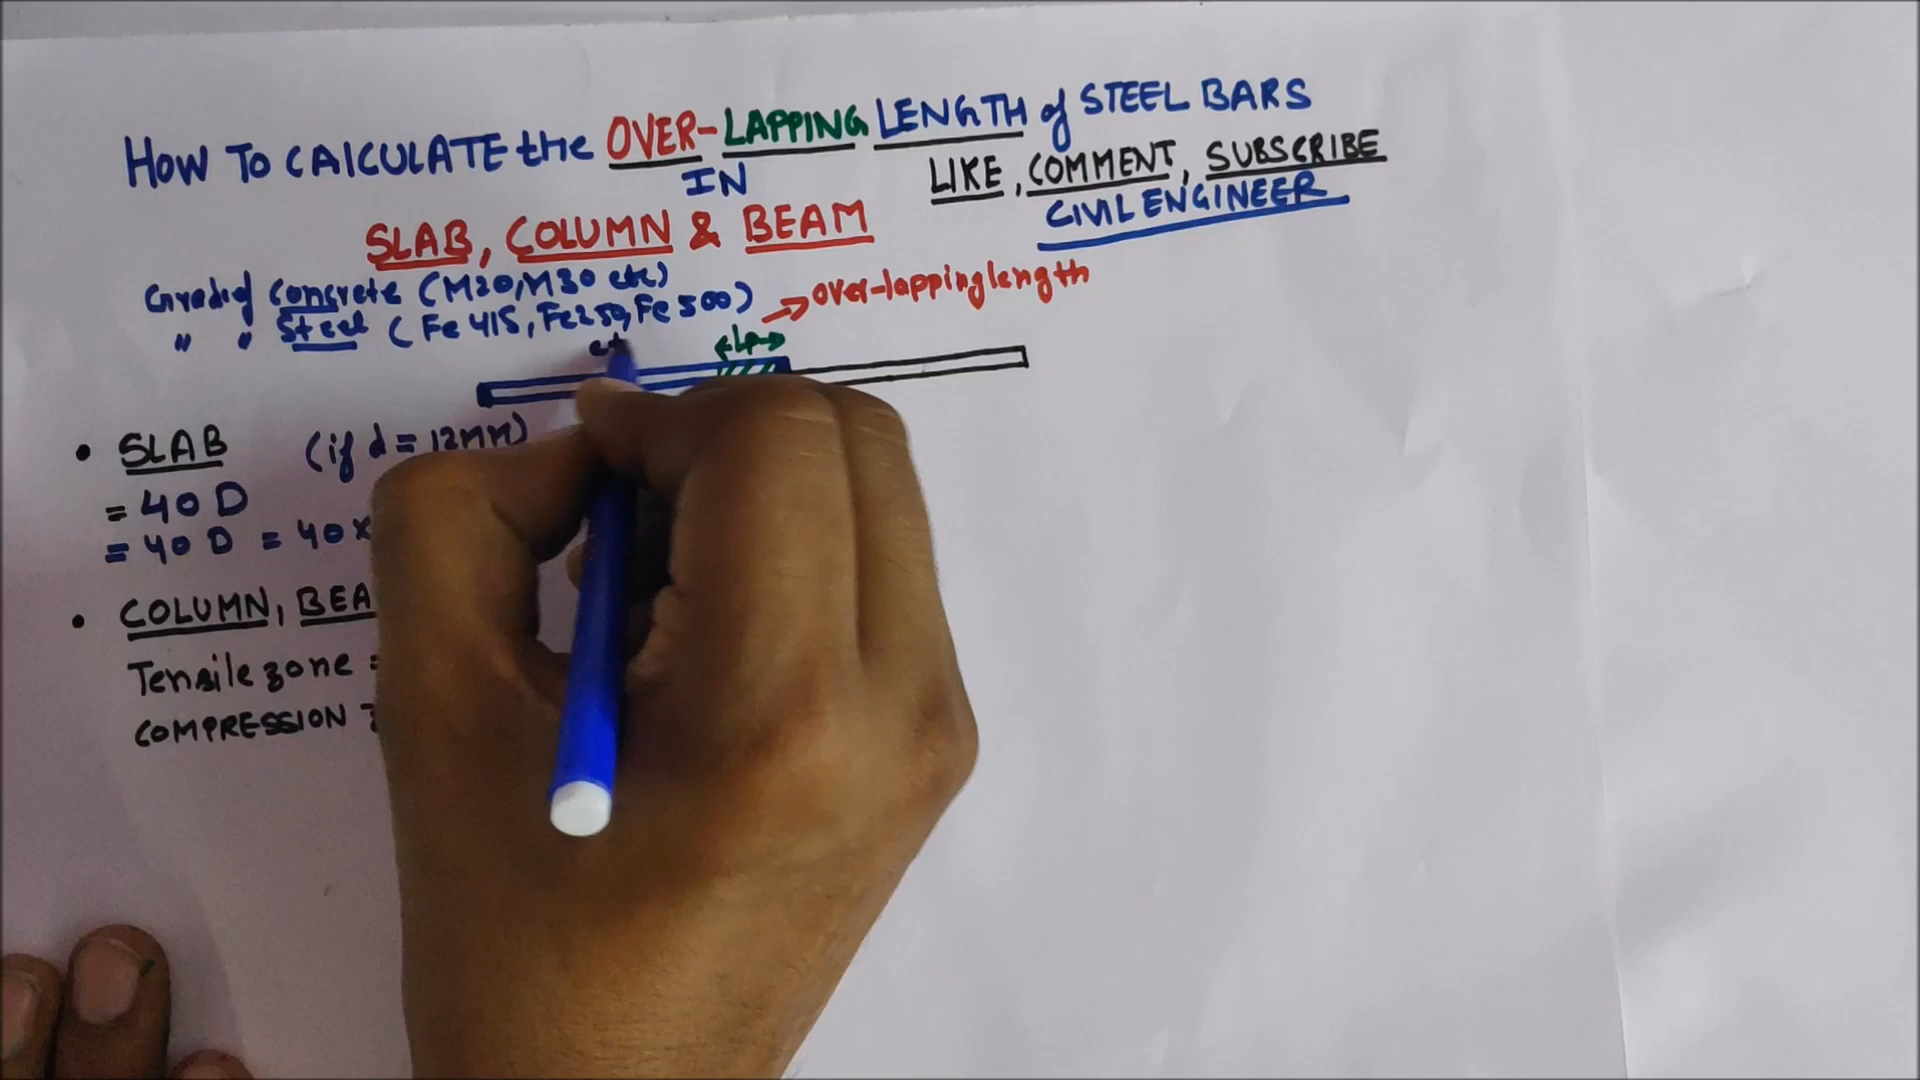 HOW TO CALCULATE the OVER-LAPPING LENGTH of STEEL BARS
IN
LIKE, COMMENT, SUBSCRIBE
CIVIL ENGINEER
SLAB, COLUMN & BEAM
Grade of concrete (M20, M30 etc)
" " Steel (Fe 415, Fe250, Fe 500)
→ over-lapping length
• SLAB (if d = 12MM)
= 40 D
= 40 D = 40 x
• COLUMN, BEA
Tensile zone =
COMPRESSION